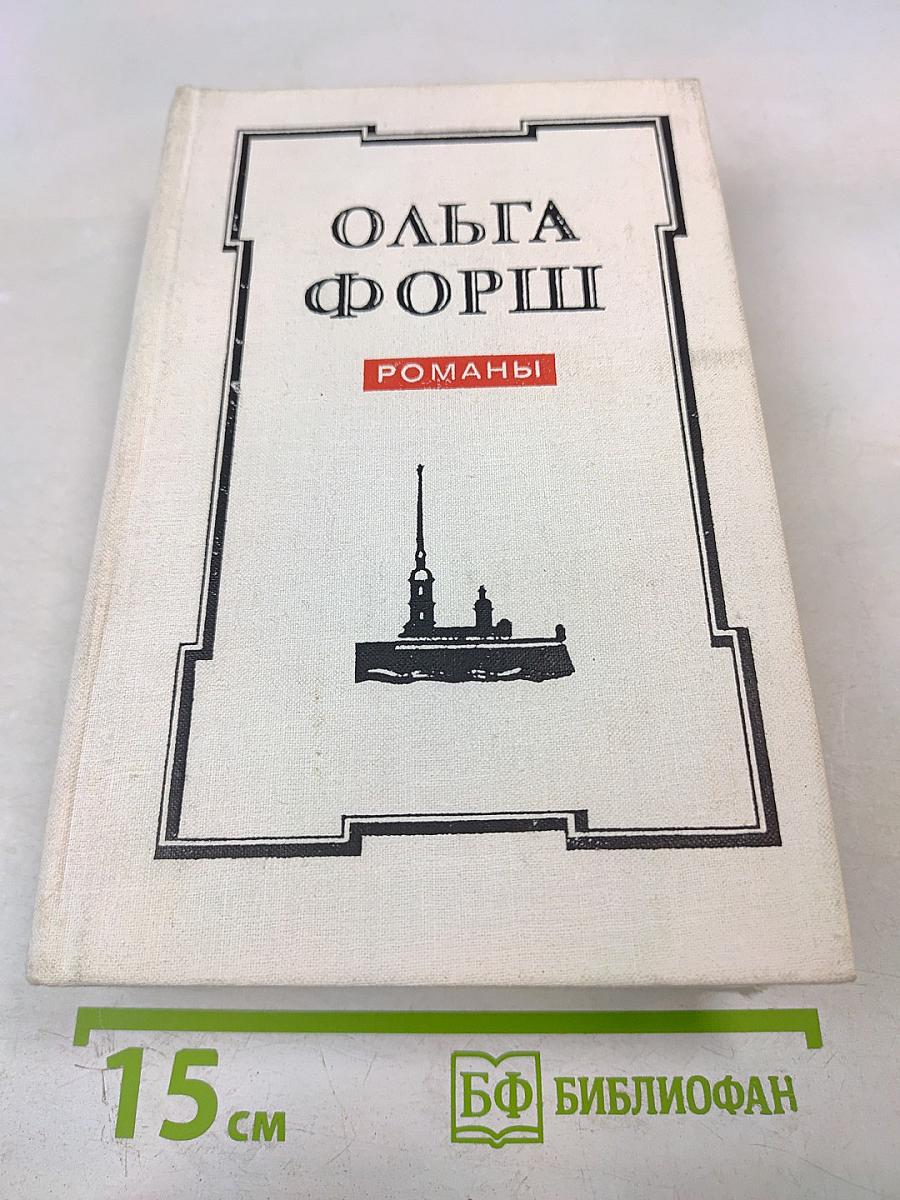 ОЛЬГА
ФОРШ
РОМАНЫ
15 см
БФ БИБЛИОФАН